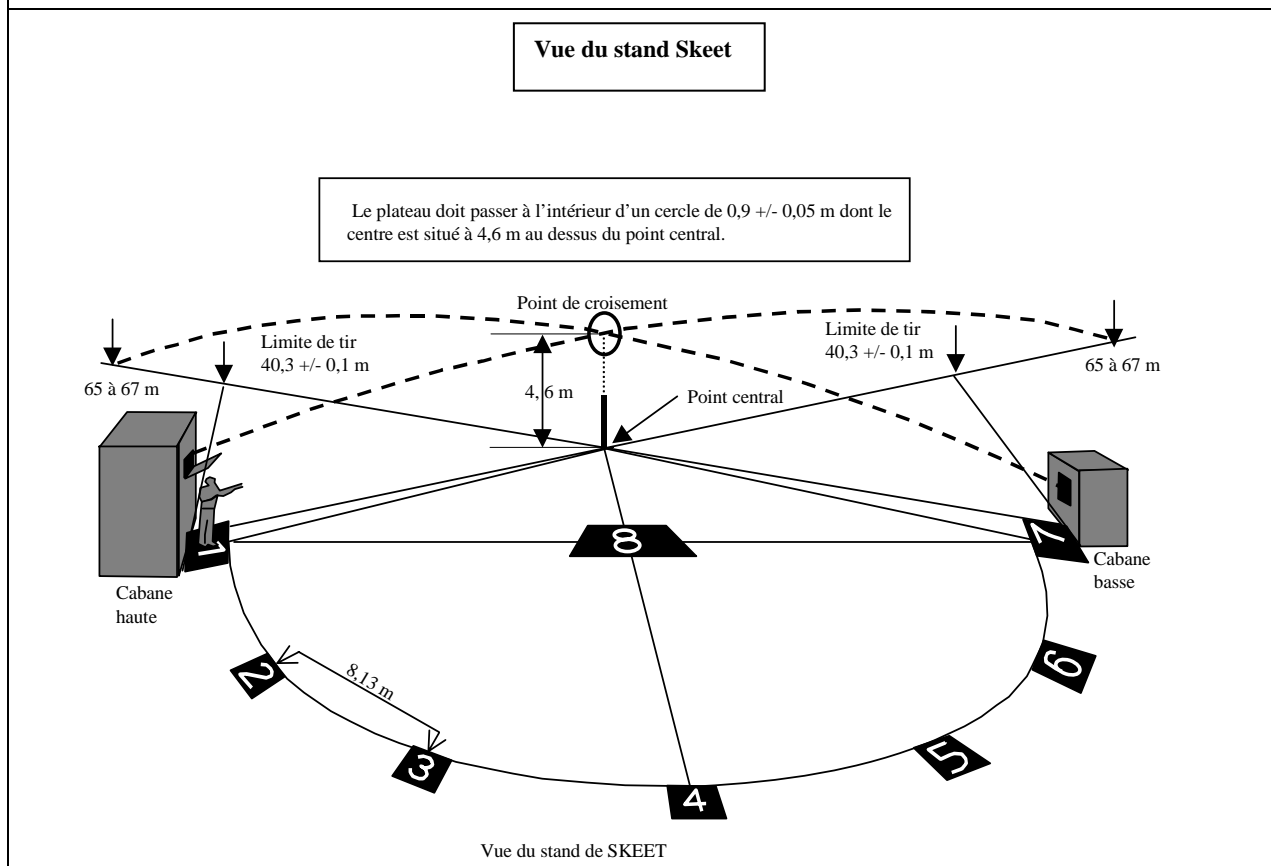 Vue du stand Skeet
Le plateau doit passer à l'intérieur d'un cercle de 0,9 +/- 0,05 m dont le
centre est situé à 4,6 m au dessus du point central.
Point de croisement
Limite de tir
40,3 +/- 0,1 m
Limite de tir
40,3 +/- 0,1 m
65 à 67 m
65 à 67 m
4, 6 m
Point central
1
8
7
Cabane
haute
Cabane
basse
2
8,13 m
6
3
5
4
Vue du stand de SKEET